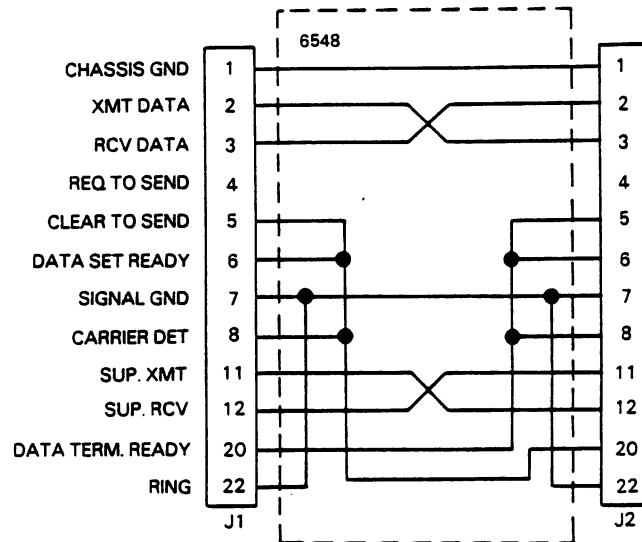 6548
CHASSIS GND 1 1
XMT DATA 2 2
RCV DATA 3 3
REQ TO SEND 4 4
CLEAR TO SEND 5 5
DATA SET READY 6 6
SIGNAL GND 7 7
CARRIER DET 8 8
SUP. XMT 11 11
SUP. RCV 12 12
DATA TERM. READY 20 20
RING 22 22
J1 J2